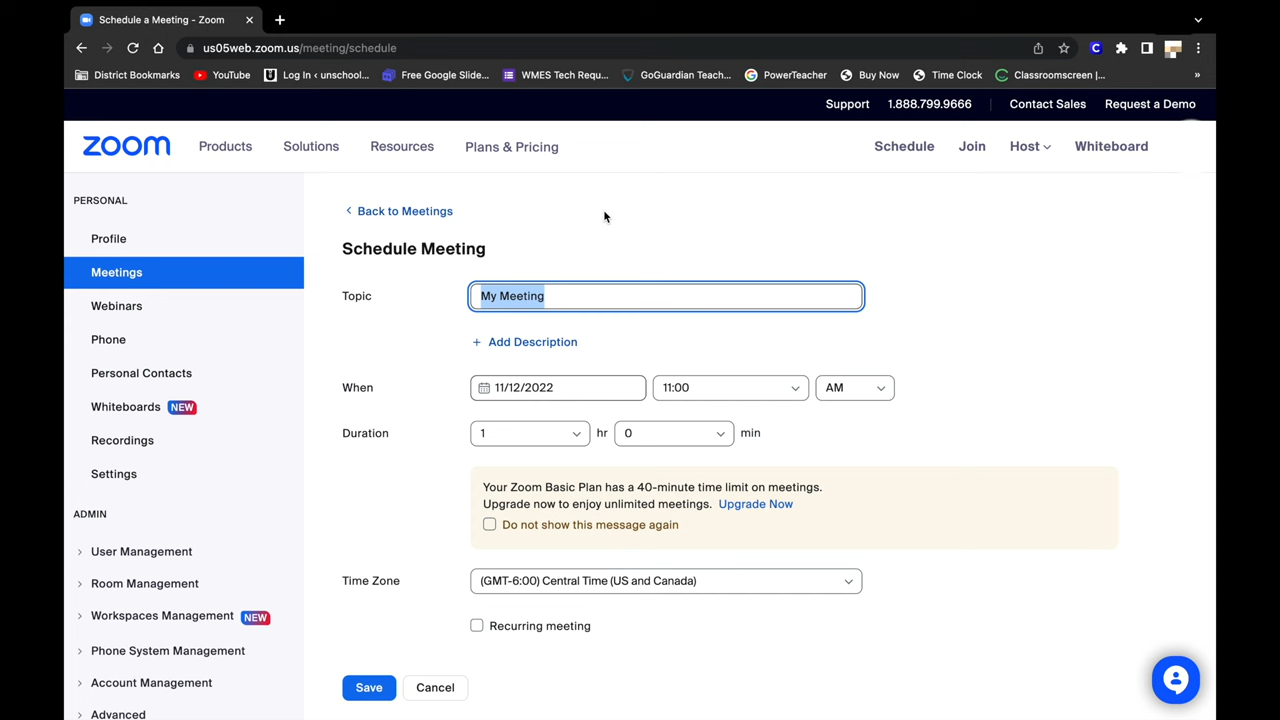 Schedule a Meeting - Zoom
us05web.zoom.us/meeting/schedule
District Bookmarks YouTube Log In ‹ unschool... Free Google Slide... WMES Tech Requ... GoGuardian Teach... PowerTeacher Buy Now Time Clock Classroomscreen |... »
Support 1.888.799.9666 Contact Sales Request a Demo
zoom Products Solutions Resources Plans & Pricing Schedule Join Host Whiteboard
PERSONAL
Profile
Meetings
Webinars
Phone
Personal Contacts
Whiteboards NEW
Recordings
Settings
ADMIN
User Management
Room Management
Workspaces Management NEW
Phone System Management
Account Management
Advanced
Back to Meetings
Schedule Meeting
Topic My Meeting
+ Add Description
When 11/12/2022 11:00 AM
Duration 1 hr 0 min
Your Zoom Basic Plan has a 40-minute time limit on meetings.
Upgrade now to enjoy unlimited meetings. Upgrade Now
Do not show this message again
Time Zone (GMT-6:00) Central Time (US and Canada)
Recurring meeting
Save Cancel